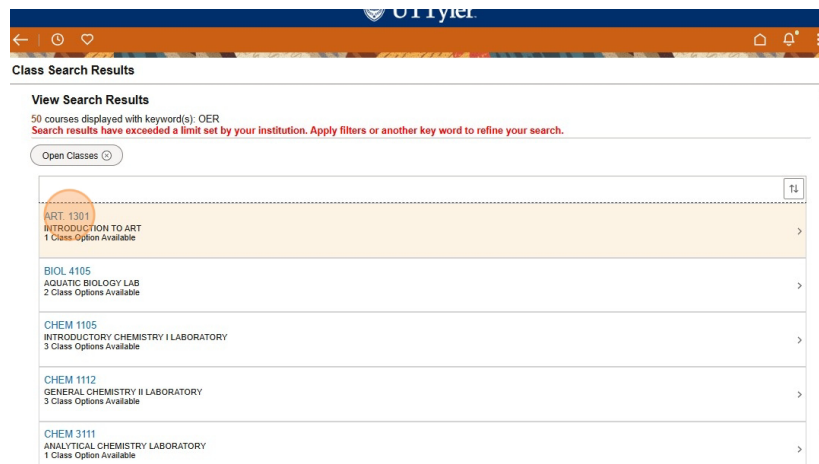 UT Tyler
Class Search Results
View Search Results
50 courses displayed with keyword(s): OER
Search results have exceeded a limit set by your institution. Apply filters or another key word to refine your search.
Open Classes
ART. 1301
INTRODUCTION TO ART
1 Class Option Available
BIOL 4105
AQUATIC BIOLOGY LAB
2 Class Options Available
CHEM 1105
INTRODUCTORY CHEMISTRY I LABORATORY
3 Class Options Available
CHEM 1112
GENERAL CHEMISTRY II LABORATORY
3 Class Options Available
CHEM 3111
ANALYTICAL CHEMISTRY LABORATORY
1 Class Option Available